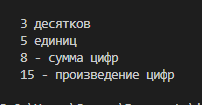 3 десятков
5 единиц
8 - сумма цифр
15 - произведение цифр